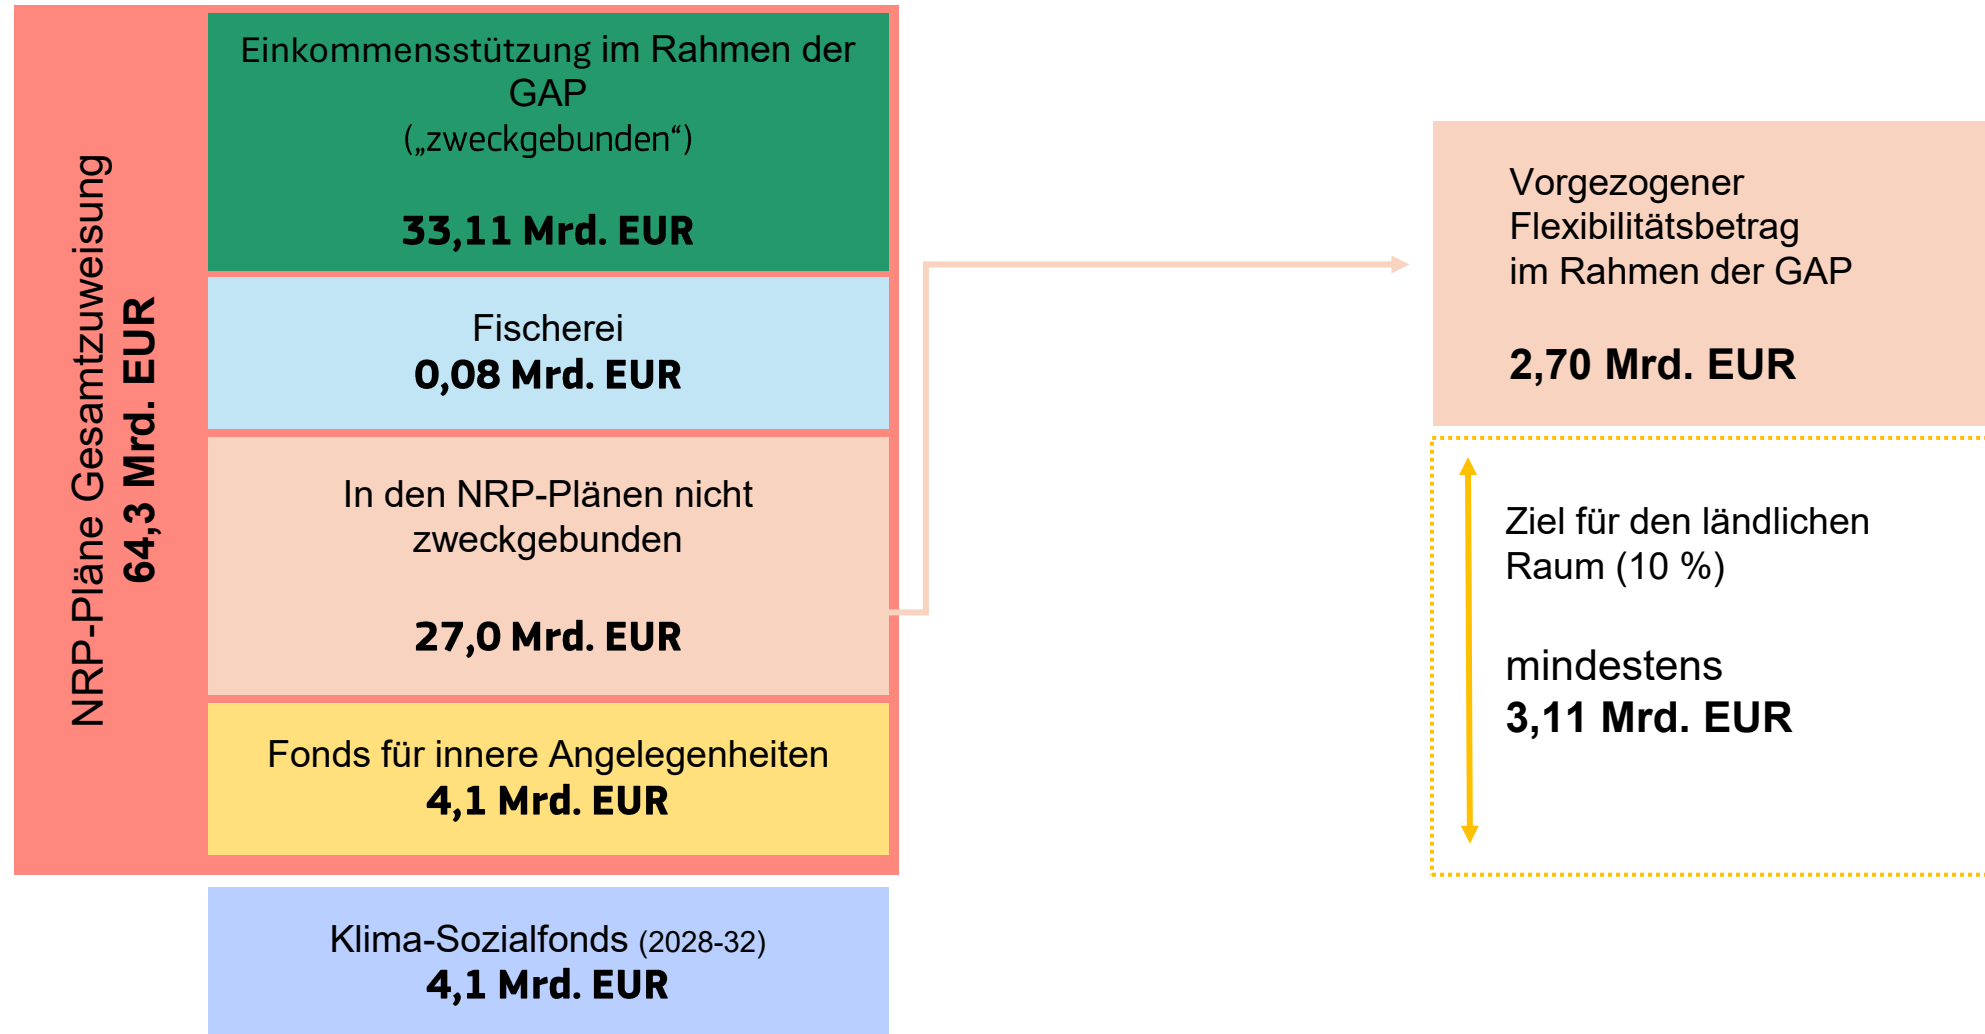 NRP-Pläne Gesamtzuweisung
64,3 Mrd. EUR
Einkommensstützung im Rahmen der
GAP
(„zweckgebunden“)
33,11 Mrd. EUR
Fischerei
0,08 Mrd. EUR
In den NRP-Plänen nicht
zweckgebunden
27,0 Mrd. EUR
Fonds für innere Angelegenheiten
4,1 Mrd. EUR
Klima-Sozialfonds (2028-32)
4,1 Mrd. EUR
Vorgezogener
Flexibilitätsbetrag
im Rahmen der GAP
2,70 Mrd. EUR
Ziel für den ländlichen
Raum (10 %)
mindestens
3,11 Mrd. EUR